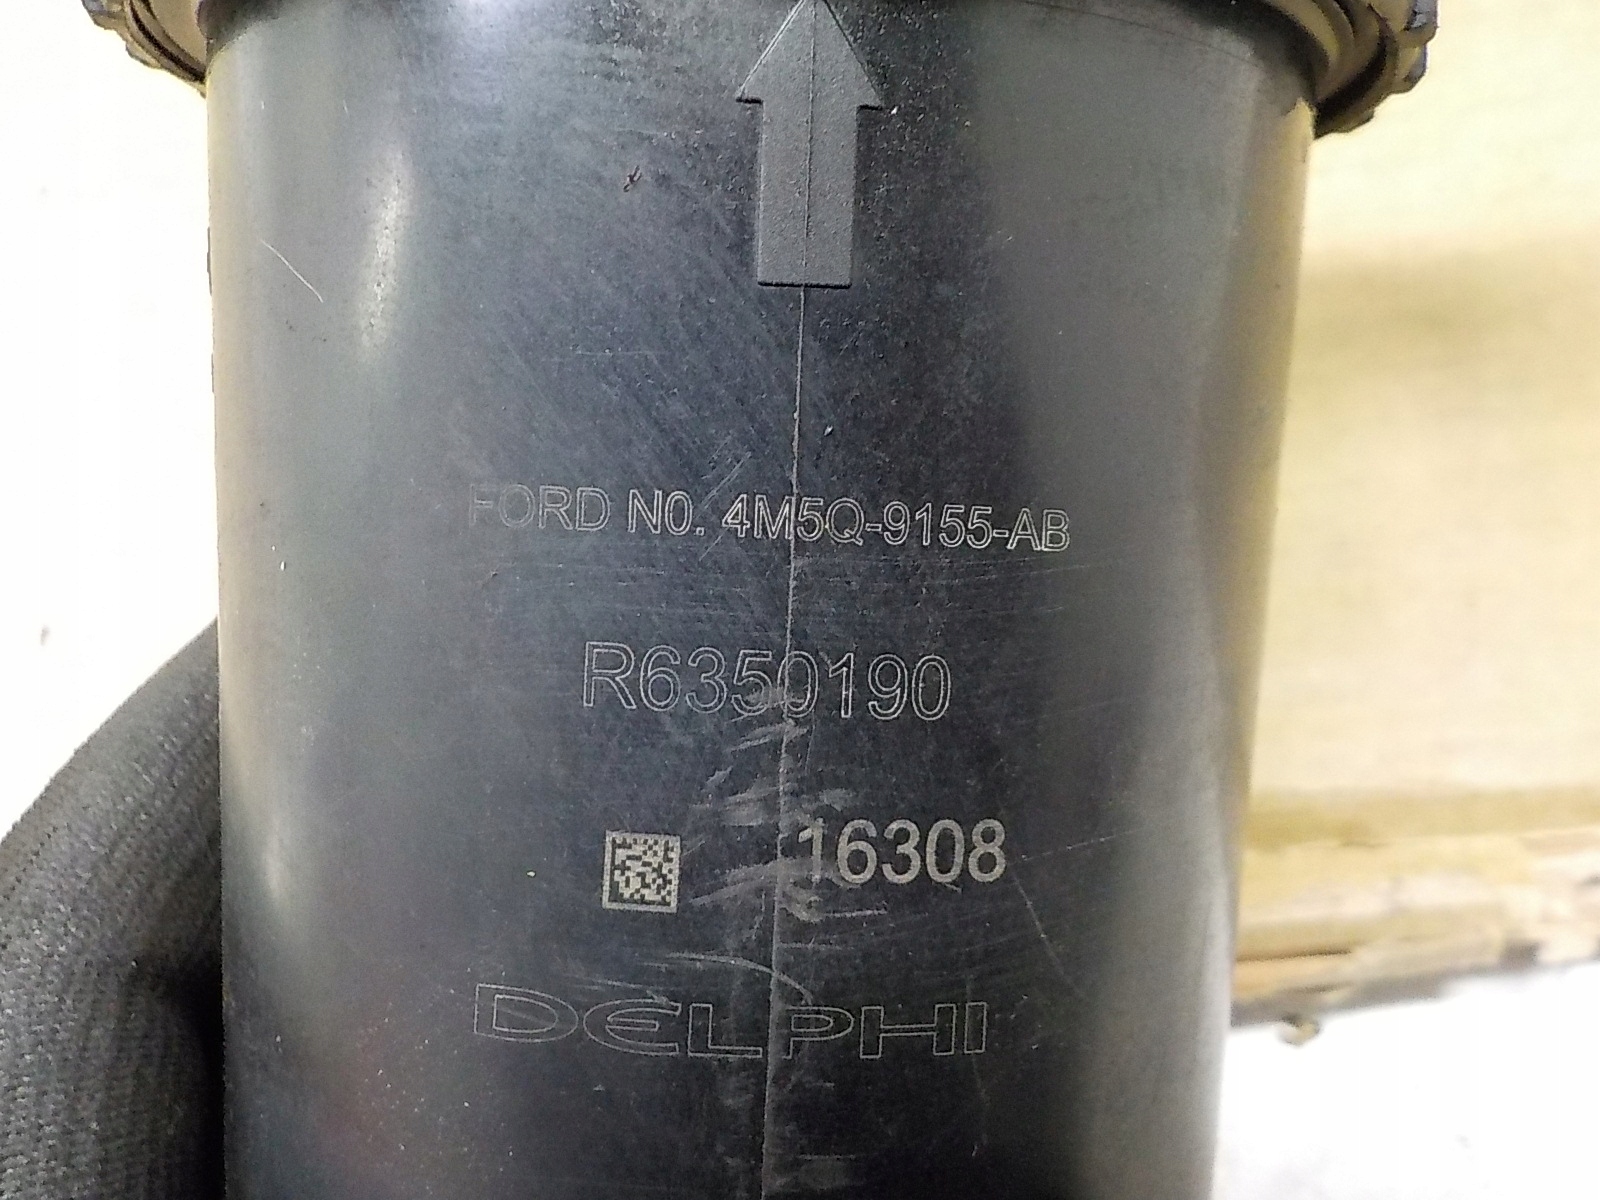 FORD N0. 4M5Q-9155-AB
R6350190
16308
DELPHI